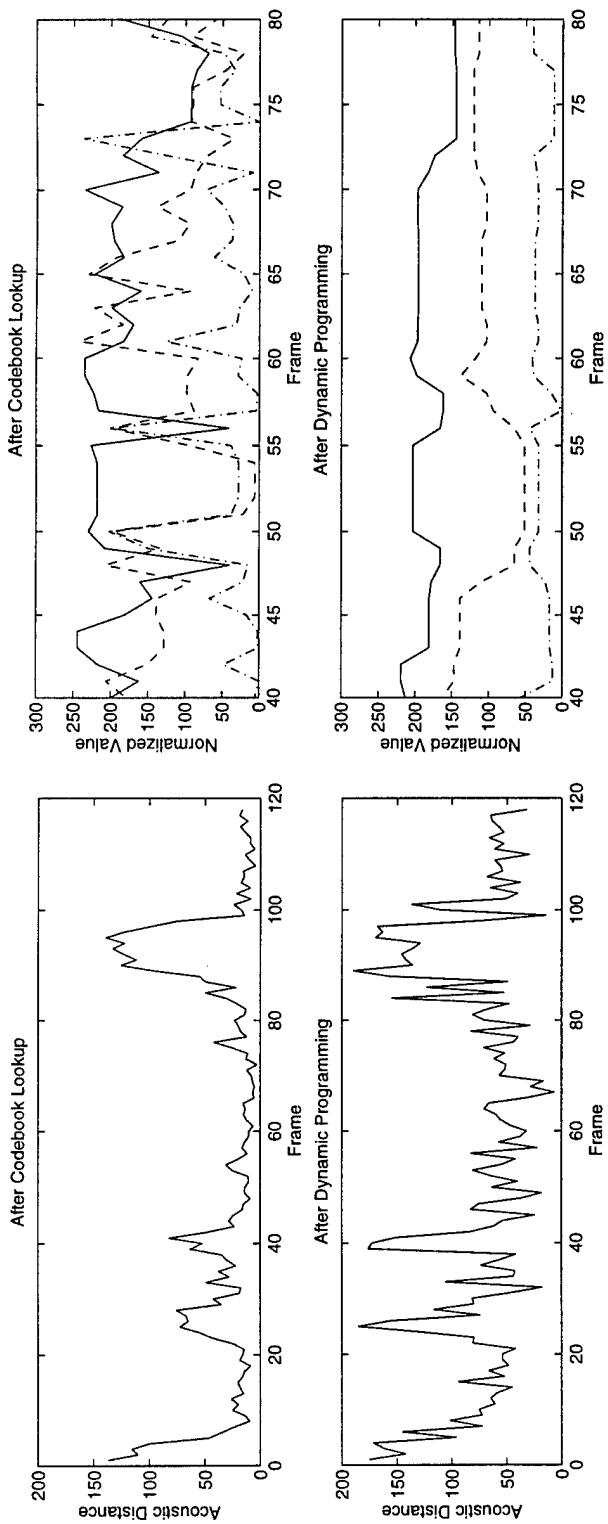 After Codebook Lookup
Acoustic Distance
200
150
100
50
0
0 20 40 60 80 100 120
Frame
After Dynamic Programming
Acoustic Distance
200
150
100
50
0
0 20 40 60 80 100 120
Frame
After Codebook Lookup
Normalized Value
300
250
200
150
100
50
0
40 45 50 55 60 65 70 75 80
Frame
After Dynamic Programming
Normalized Value
300
250
200
150
100
50
0
40 45 50 55 60 65 70 75 80
Frame